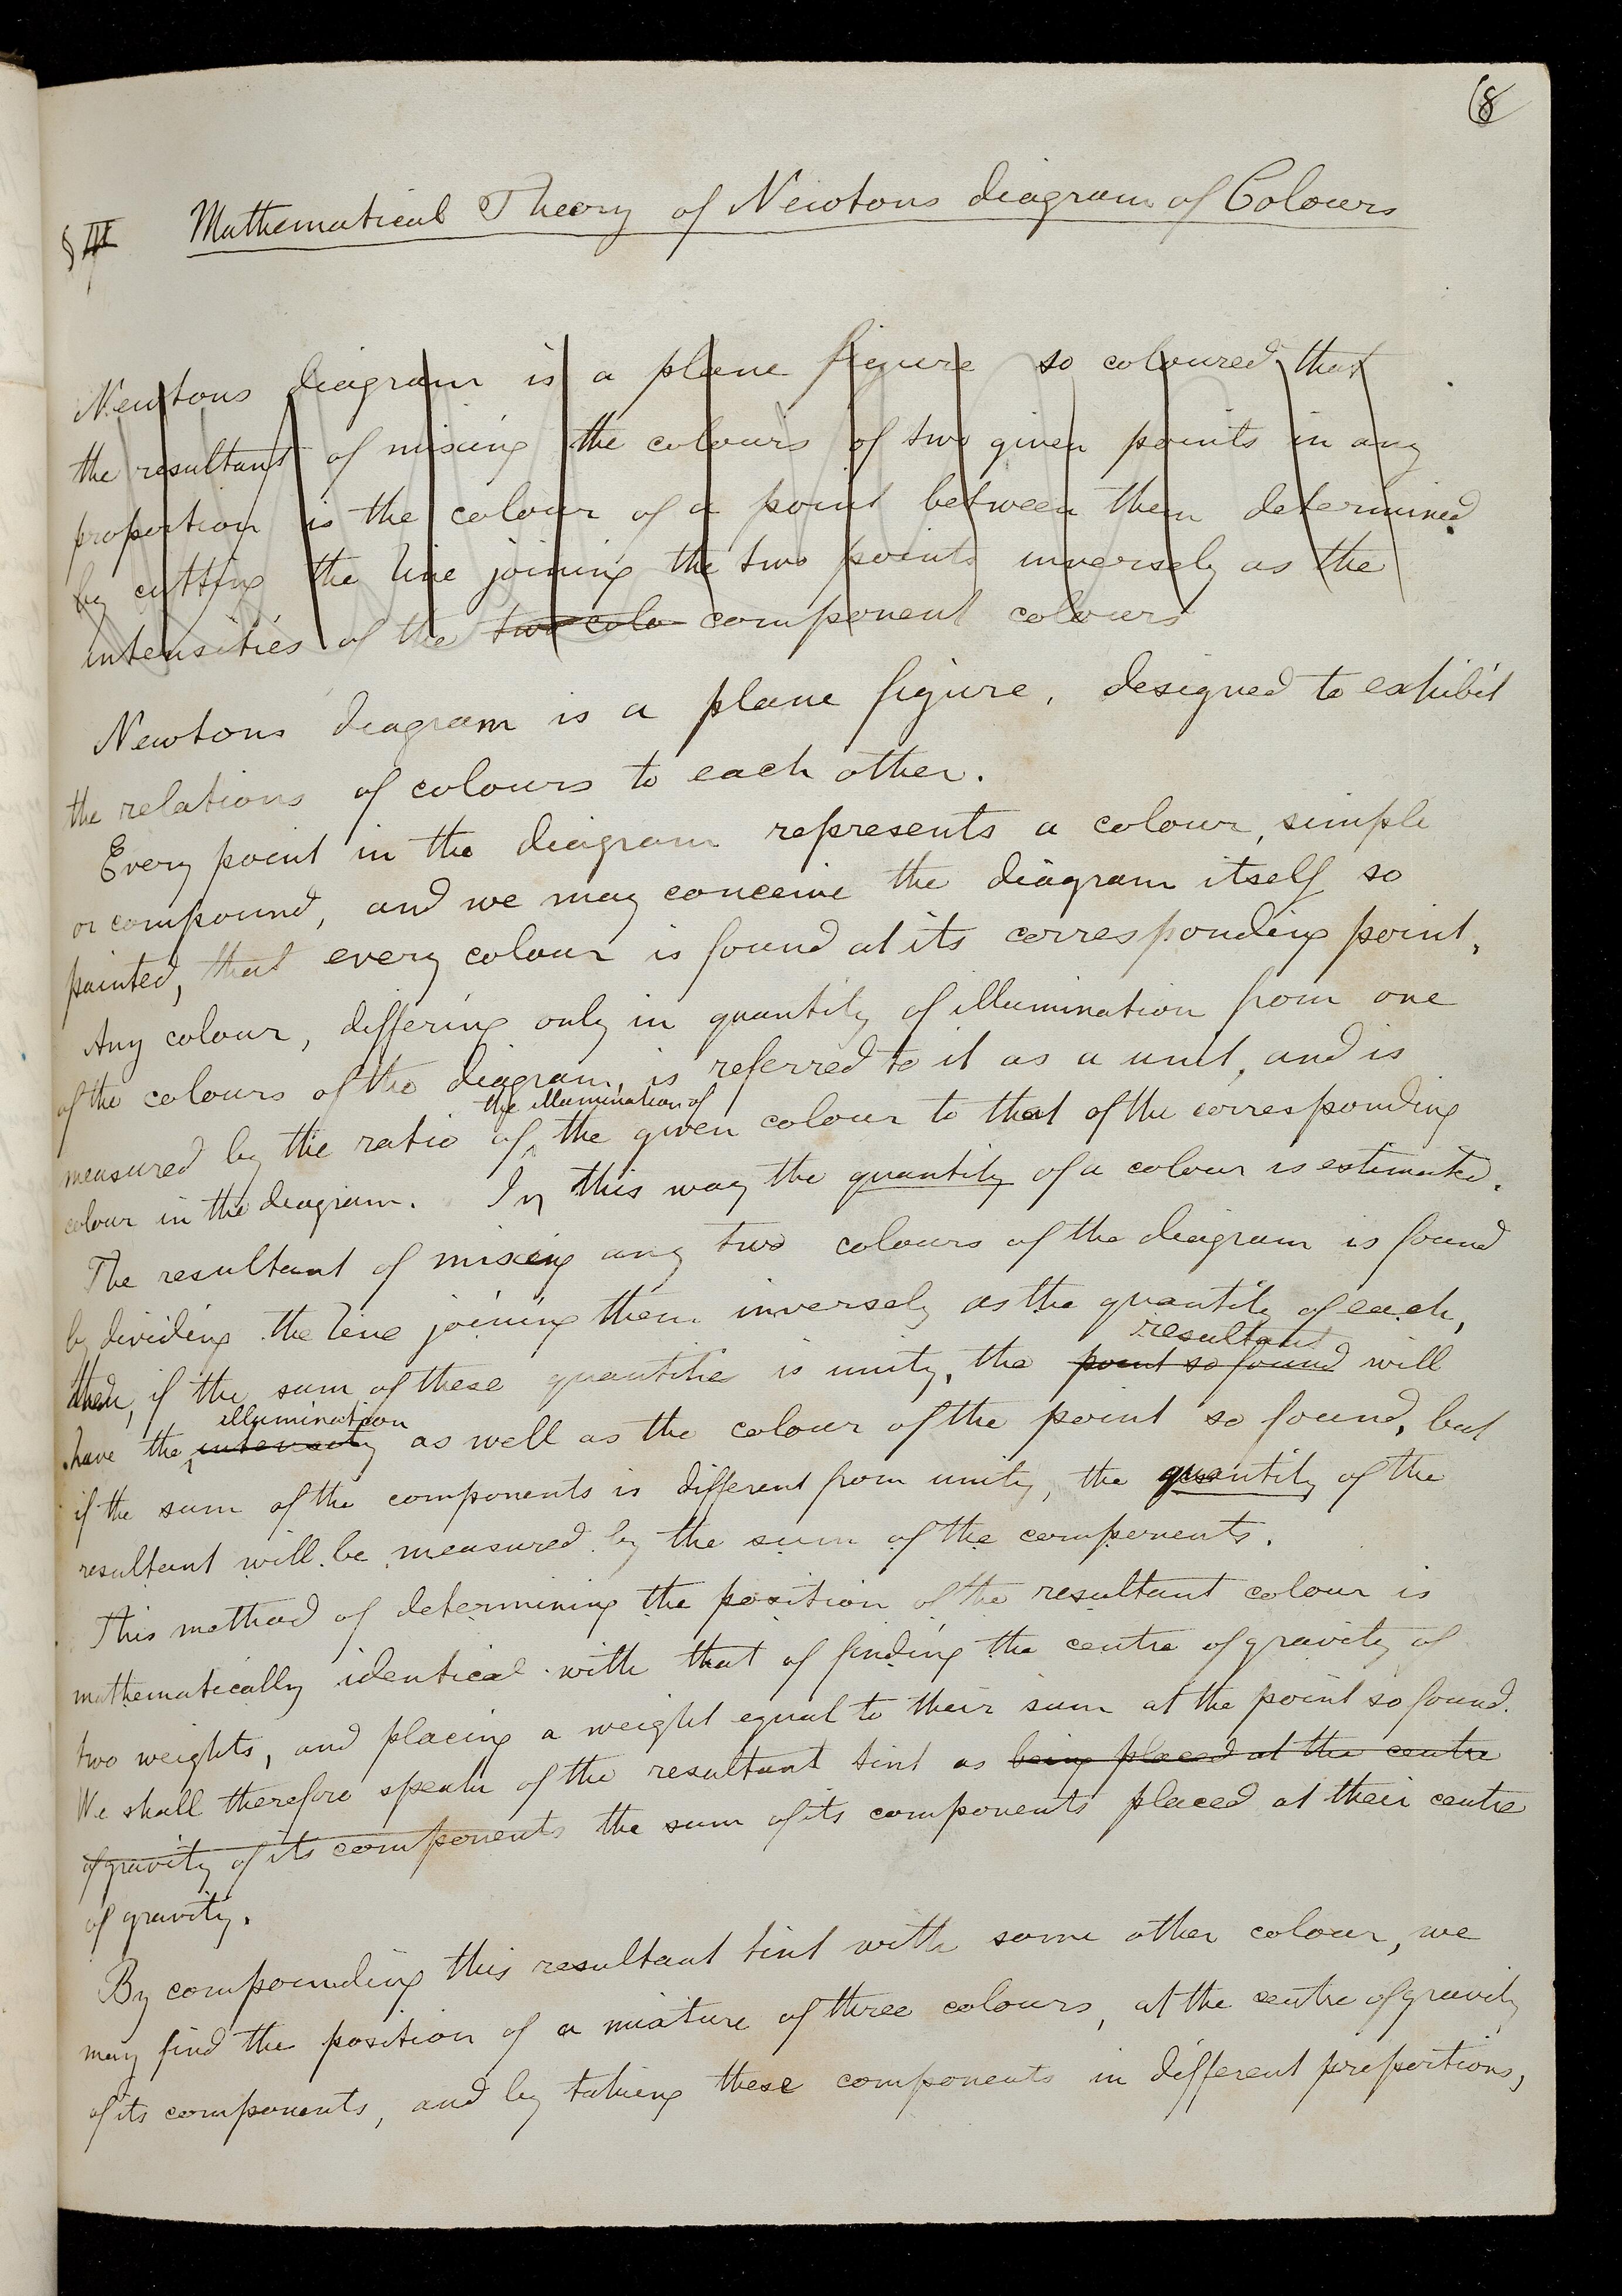 8
§ IV Mathematical Theory of Newtons diagram of Colours
Newtons diagram is a plane figure so coloured that
the resultant of mixing the colours of two given points in any
proportion is the colour of a point between them determined
by cutting the line joining the two points inversely as the
intensities of the two colo component colours
Newtons diagram is a plane figure, designed to exhibit
the relations of colours to each other.
Every point in the diagram represents a colour, simple
or compound, and we may conceive the diagram itself so
painted, that every colour is found at its corresponding point.
Any colour, differing only in quantity of illumination from one
of the colours of the diagram, is referred to it as a unit, and is
the illumination of
measured by the ratio of the given colour to that of the corresponding
colour in the diagram. In this way the quantity of a colour is estimated.
The resultant of mixing any two colours of the diagram is found
by dividing the line joining them inversely as the quantity of each,
resultant
then, if the sum of these quantities is unity, the point so found will
illumination
have the intensity as well as the colour of the point so found, but
if the sum of the components is different from unity, the quantity of the
resultant will be measured by the sum of the components.
This method of determining the position of the resultant colour is
mathematically identical with that of finding the centre of gravity of
two weights, and placing a weight equal to their sum at the point so found.
We shall therefore speak of the resultant tint as being placed at the centre
of gravity of its components the sum of its components placed at their centre
of gravity.
By compounding this resultant tint with some other colour, we
may find the position of a mixture of three colours, at the centre of gravity
of its components, and by taking these components in different proportions,